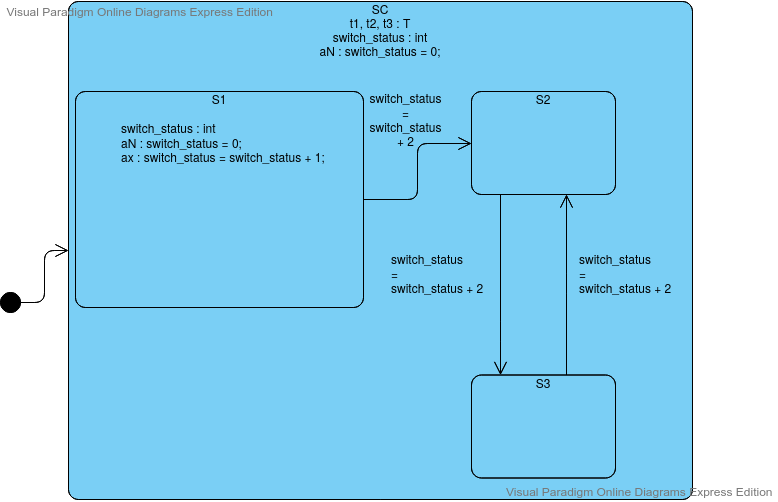 Visual Paradigm Online Diagrams Express Edition
SC
t1, t2, t3 : T
switch_status : int
aN : switch_status = 0;
S1
switch_status : int
aN : switch_status = 0;
ax : switch_status = switch_status + 1;
switch_status
=
switch_status
+ 2
S2
switch_status
=
switch_status + 2
switch_status
=
switch_status + 2
S3
Visual Paradigm Online Diagrams Express Edition